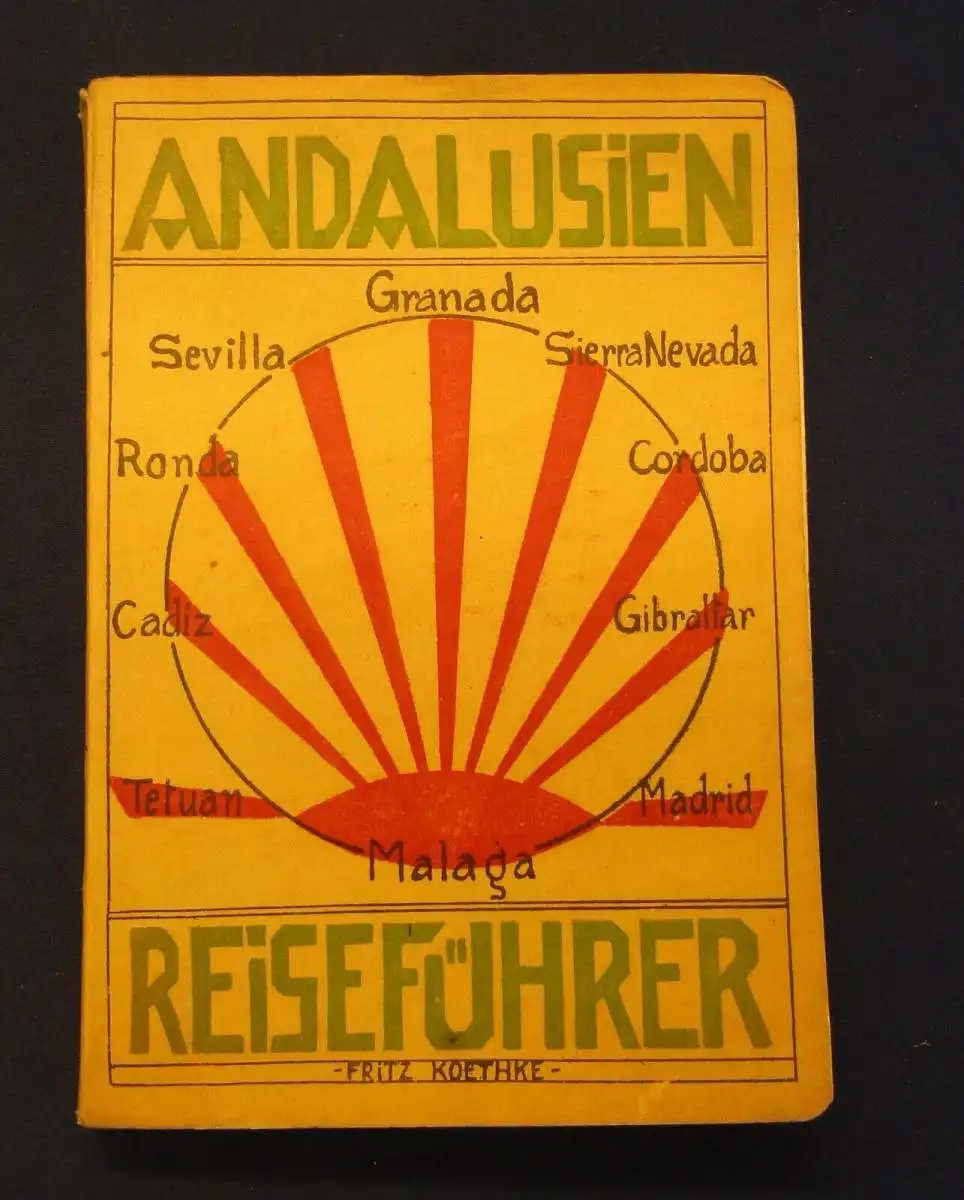 ANDALUSiEN
Granada
Sevilla
SierraNevada
Ronda
Cordoba
Cadiz
Gibraltar
Tetuan
Madrid
Malaga
REiSEFÜHRER
-FRiTZ KOETHKE-